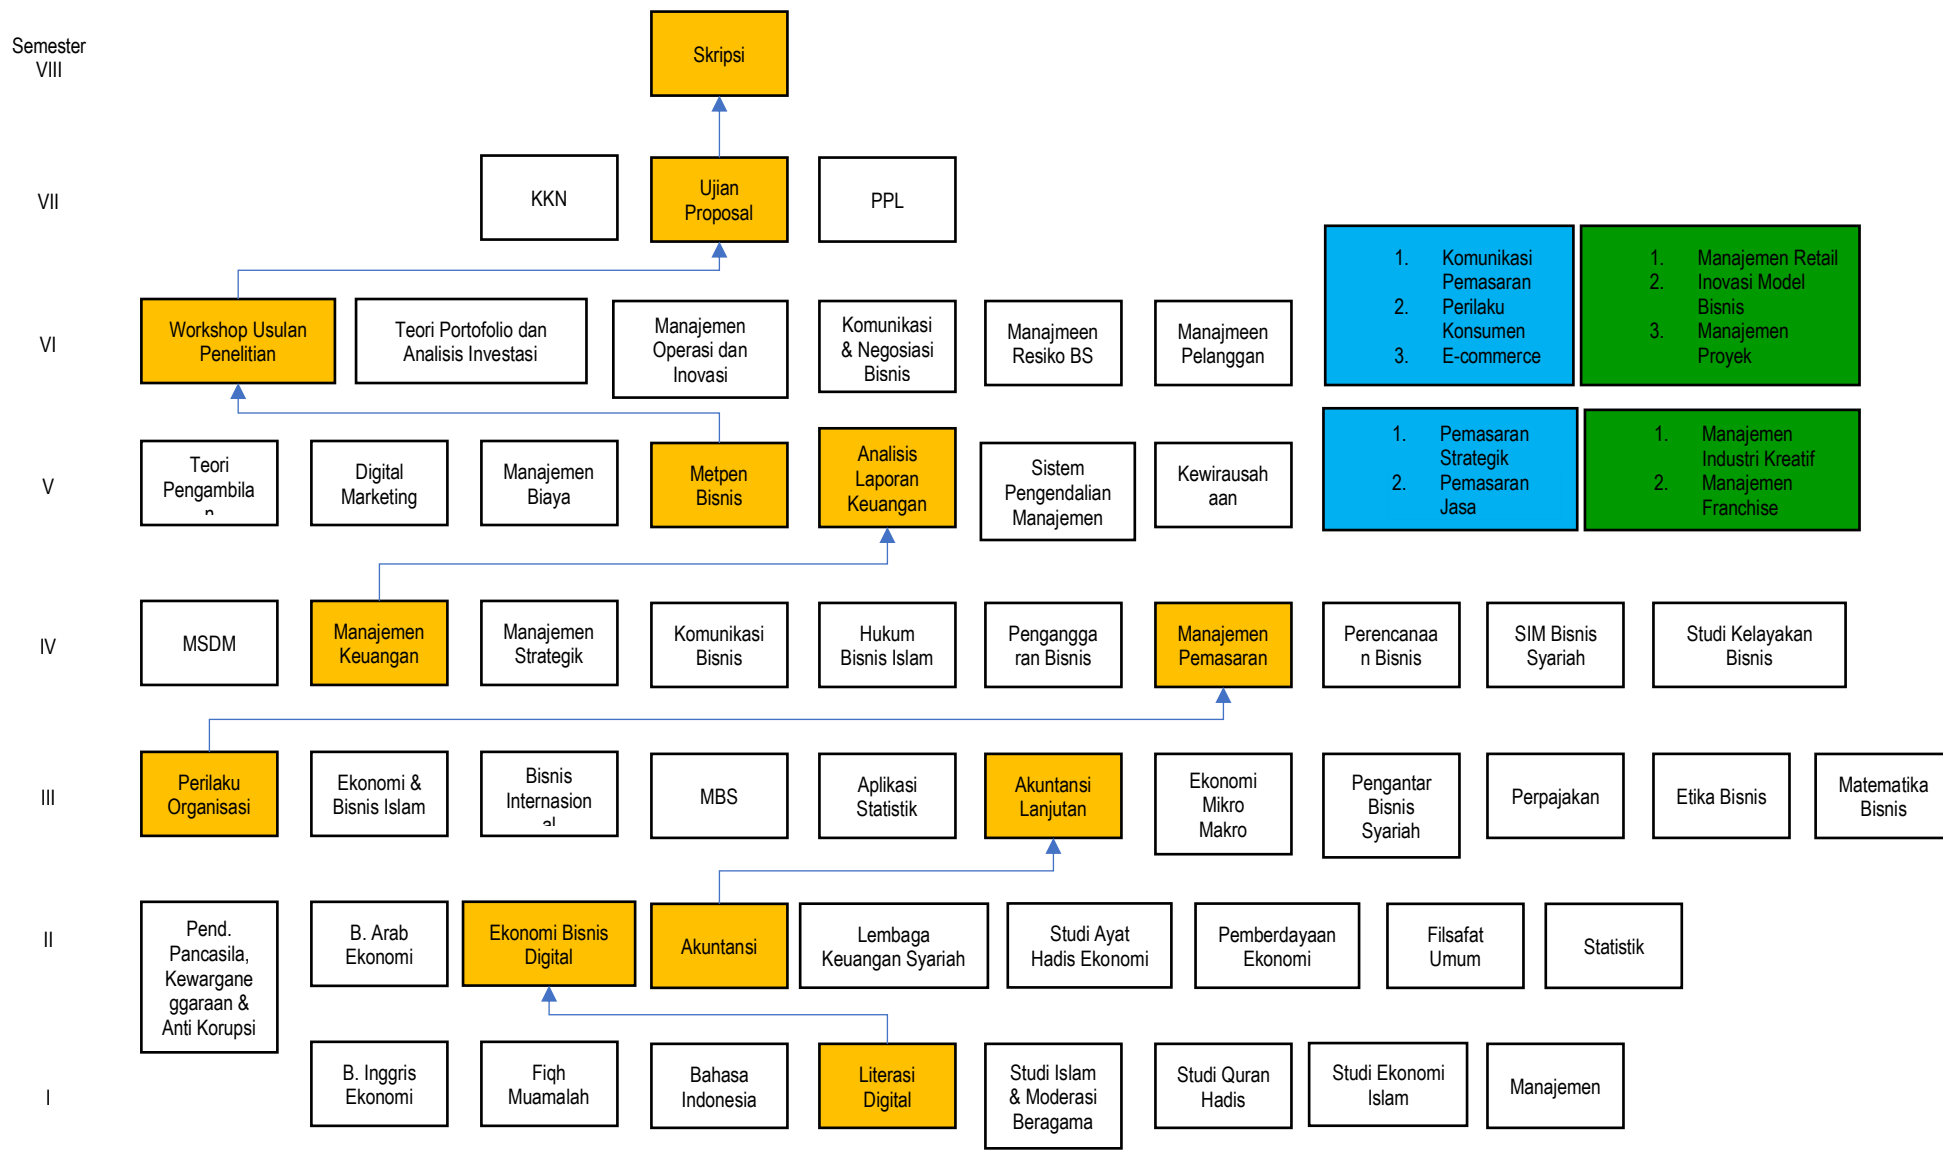 Semester
VIII
Skripsi
VII
KKN
Ujian
Proposal
PPL
VI
Workshop Usulan
Penelitian
Teori Portofolio dan
Analisis Investasi
Manajemen
Operasi dan
Inovasi
Komunikasi
& Negosiasi
Bisnis
Manajmeen
Resiko BS
Manajmeen
Pelanggan
1. Komunikasi
Pemasaran
2. Perilaku
Konsumen
3. E-commerce
1. Manajemen Retail
2. Inovasi Model
Bisnis
3. Manajemen
Proyek
V
Teori
Pengambila
n
Digital
Marketing
Manajemen
Biaya
Metpen
Bisnis
Analisis
Laporan
Keuangan
Sistem
Pengendalian
Manajemen
Kewirausah
aan
1. Pemasaran
Strategik
2. Pemasaran
Jasa
1. Manajemen
Industri Kreatif
2. Manajemen
Franchise
IV
MSDM
Manajemen
Keuangan
Manajemen
Strategik
Komunikasi
Bisnis
Hukum
Bisnis Islam
Pengangga
ran Bisnis
Manajemen
Pemasaran
Perencanaa
n Bisnis
SIM Bisnis
Syariah
Studi Kelayakan
Bisnis
III
Perilaku
Organisasi
Ekonomi &
Bisnis Islam
Bisnis
Internasion
al
MBS
Aplikasi
Statistik
Akuntansi
Lanjutan
Ekonomi
Mikro
Makro
Pengantar
Bisnis
Syariah
Perpajakan
Etika Bisnis
Matematika
Bisnis
II
Pend.
Pancasila,
Kewargane
ggaraan &
Anti Korupsi
B. Arab
Ekonomi
Ekonomi Bisnis
Digital
Akuntansi
Lembaga
Keuangan Syariah
Studi Ayat
Hadis Ekonomi
Pemberdayaan
Ekonomi
Filsafat
Umum
Statistik
I
B. Inggris
Ekonomi
Fiqh
Muamalah
Bahasa
Indonesia
Literasi
Digital
Studi Islam
& Moderasi
Beragama
Studi Quran
Hadis
Studi Ekonomi
Islam
Manajemen